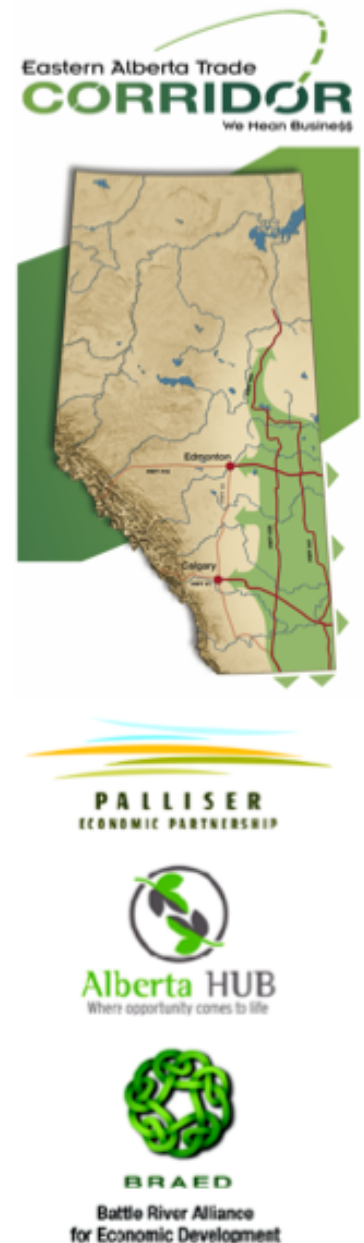 Eastern Alberta Trade
CORRIDOR
We Mean Busine$$
Edmonton
Calgary
PALLISER
ECONOMIC PARTNERSHIP
Alberta HUB
Where opportunity comes to life
BRAED
Battle River Alliance
for Economic Development